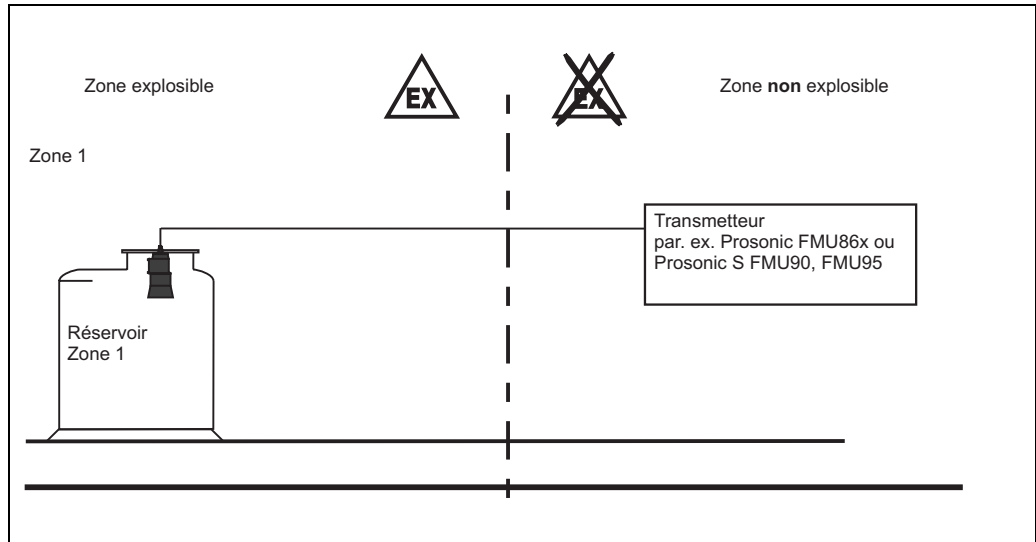 Zone explosible
EX
EX
Zone non explosible
Zone 1
Transmetteur
par. ex. Prosonic FMU86x ou
Prosonic S FMU90, FMU95
Réservoir
Zone 1